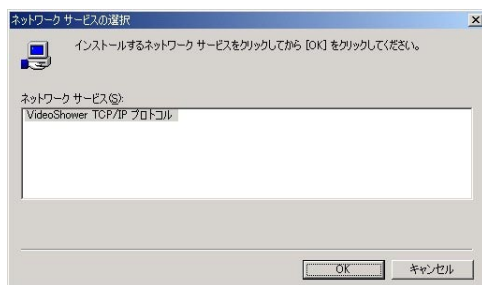 ネットワーク サービスの選択
インストールするネットワーク サービスをクリックしてから [OK] をクリックしてください。
ネットワーク サービス(S):
VideoShower TCP/IP プロトコル
OK
キャンセル